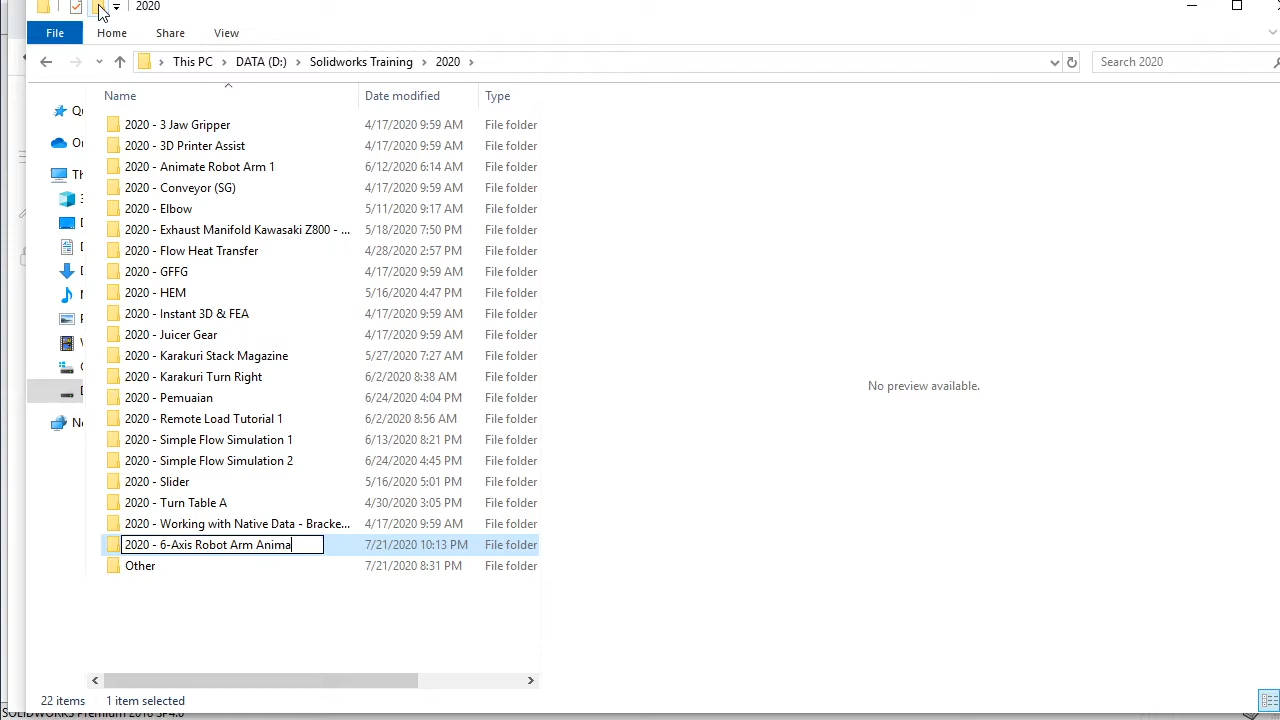 2020
File Home Share View
This PC DATA (D:) Solidworks Training 2020 Search 2020
Name Date modified Type
2020 - 3 Jaw Gripper 4/17/2020 9:59 AM File folder
2020 - 3D Printer Assist 4/17/2020 9:59 AM File folder
2020 - Animate Robot Arm 1 6/12/2020 6:14 AM File folder
2020 - Conveyor (SG) 4/17/2020 9:59 AM File folder
2020 - Elbow 5/11/2020 9:17 AM File folder
2020 - Exhaust Manifold Kawasaki Z800 - ... 5/18/2020 7:50 PM File folder
2020 - Flow Heat Transfer 4/28/2020 2:57 PM File folder
2020 - GFFG 4/17/2020 9:59 AM File folder
2020 - HEM 5/16/2020 4:47 PM File folder
2020 - Instant 3D & FEA 4/17/2020 9:59 AM File folder
2020 - Juicer Gear 4/17/2020 9:59 AM File folder
2020 - Karakuri Stack Magazine 5/27/2020 7:27 AM File folder
2020 - Karakuri Turn Right 6/2/2020 8:38 AM File folder
2020 - Pemuaian 6/24/2020 4:04 PM File folder
2020 - Remote Load Tutorial 1 6/2/2020 8:56 AM File folder
2020 - Simple Flow Simulation 1 6/13/2020 8:21 PM File folder
2020 - Simple Flow Simulation 2 6/24/2020 4:45 PM File folder
2020 - Slider 5/16/2020 5:01 PM File folder
2020 - Turn Table A 4/30/2020 3:05 PM File folder
2020 - Working with Native Data - Bracke... 4/17/2020 9:59 AM File folder
2020 - 6-Axis Robot Arm Anima 7/21/2020 10:13 PM File folder
Other 7/21/2020 8:31 PM File folder
No preview available.
22 items 1 item selected
SOLIDWORKS Premium 2018 SP4.0